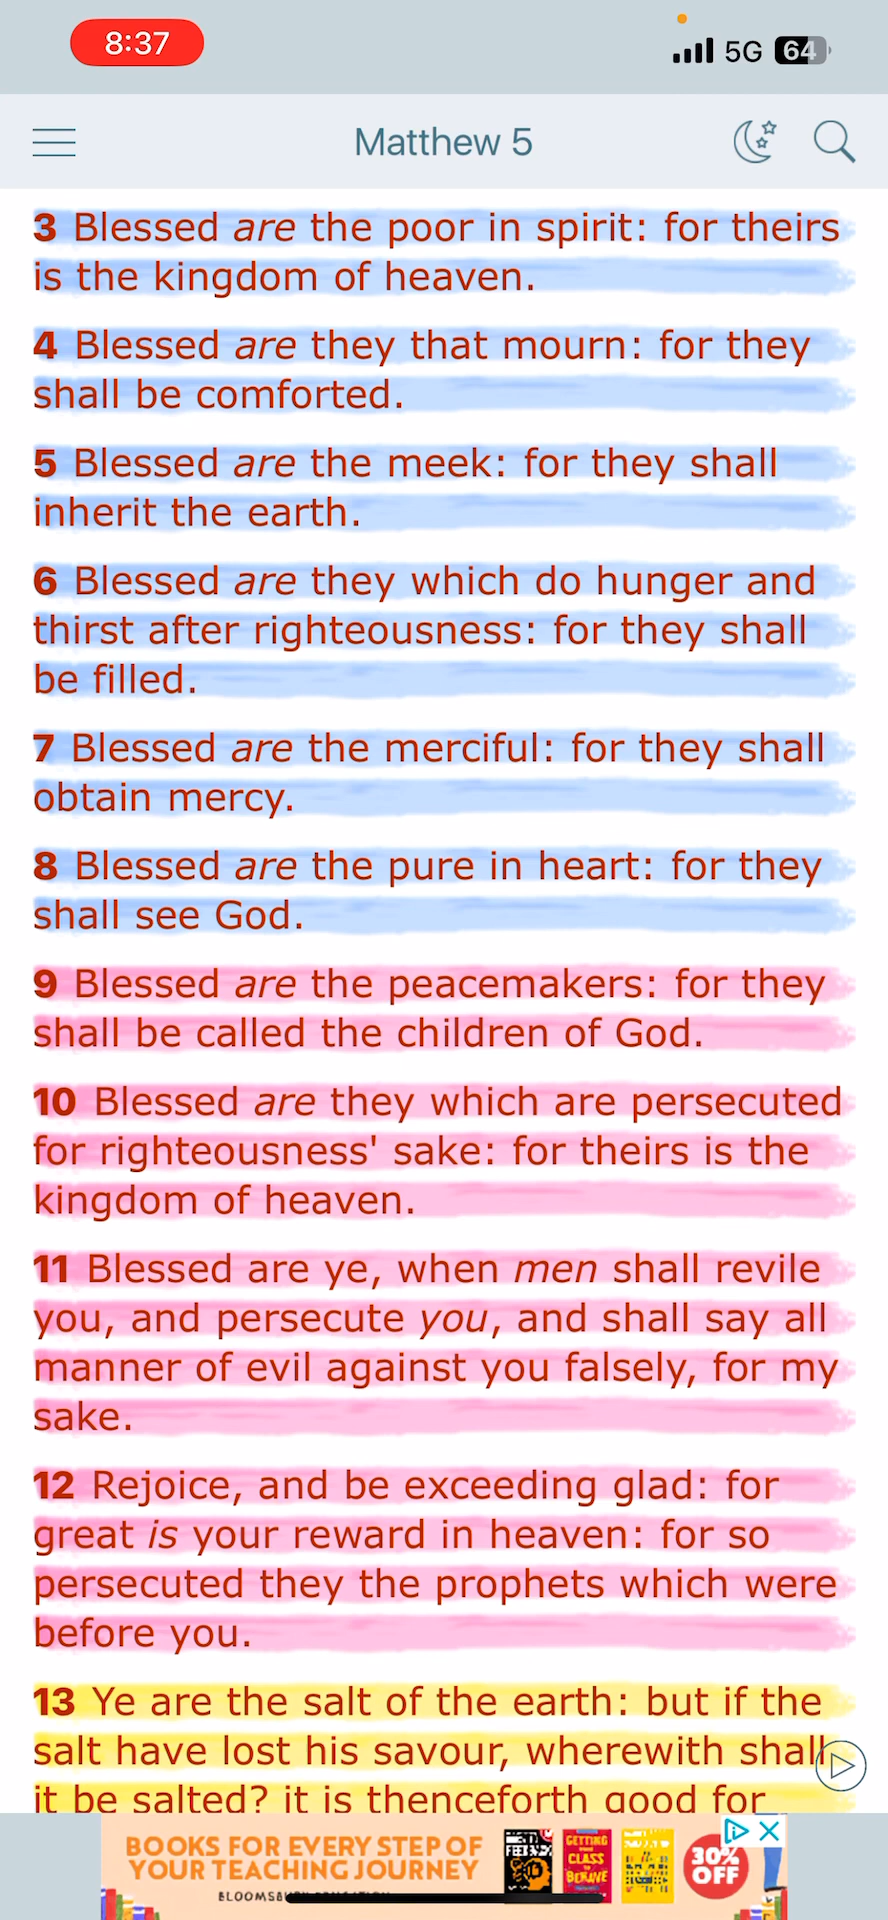 8:37
5G 64
Matthew 5
3 Blessed are the poor in spirit: for theirs
is the kingdom of heaven.
4 Blessed are they that mourn: for they
shall be comforted.
5 Blessed are the meek: for they shall
inherit the earth.
6 Blessed are they which do hunger and
thirst after righteousness: for they shall
be filled.
7 Blessed are the merciful: for they shall
obtain mercy.
8 Blessed are the pure in heart: for they
shall see God.
9 Blessed are the peacemakers: for they
shall be called the children of God.
10 Blessed are they which are persecuted
for righteousness' sake: for theirs is the
kingdom of heaven.
11 Blessed are ye, when men shall revile
you, and persecute you, and shall say all
manner of evil against you falsely, for my
sake.
12 Rejoice, and be exceeding glad: for
great is your reward in heaven: for so
persecuted they the prophets which were
before you.
13 Ye are the salt of the earth: but if the
salt have lost his savour, wherewith shall
it be salted? it is thenceforth good for
BOOKS FOR EVERY STEP OF
YOUR TEACHING JOURNEY
GETTING
CLASS
BEHAVE
30%
OFF